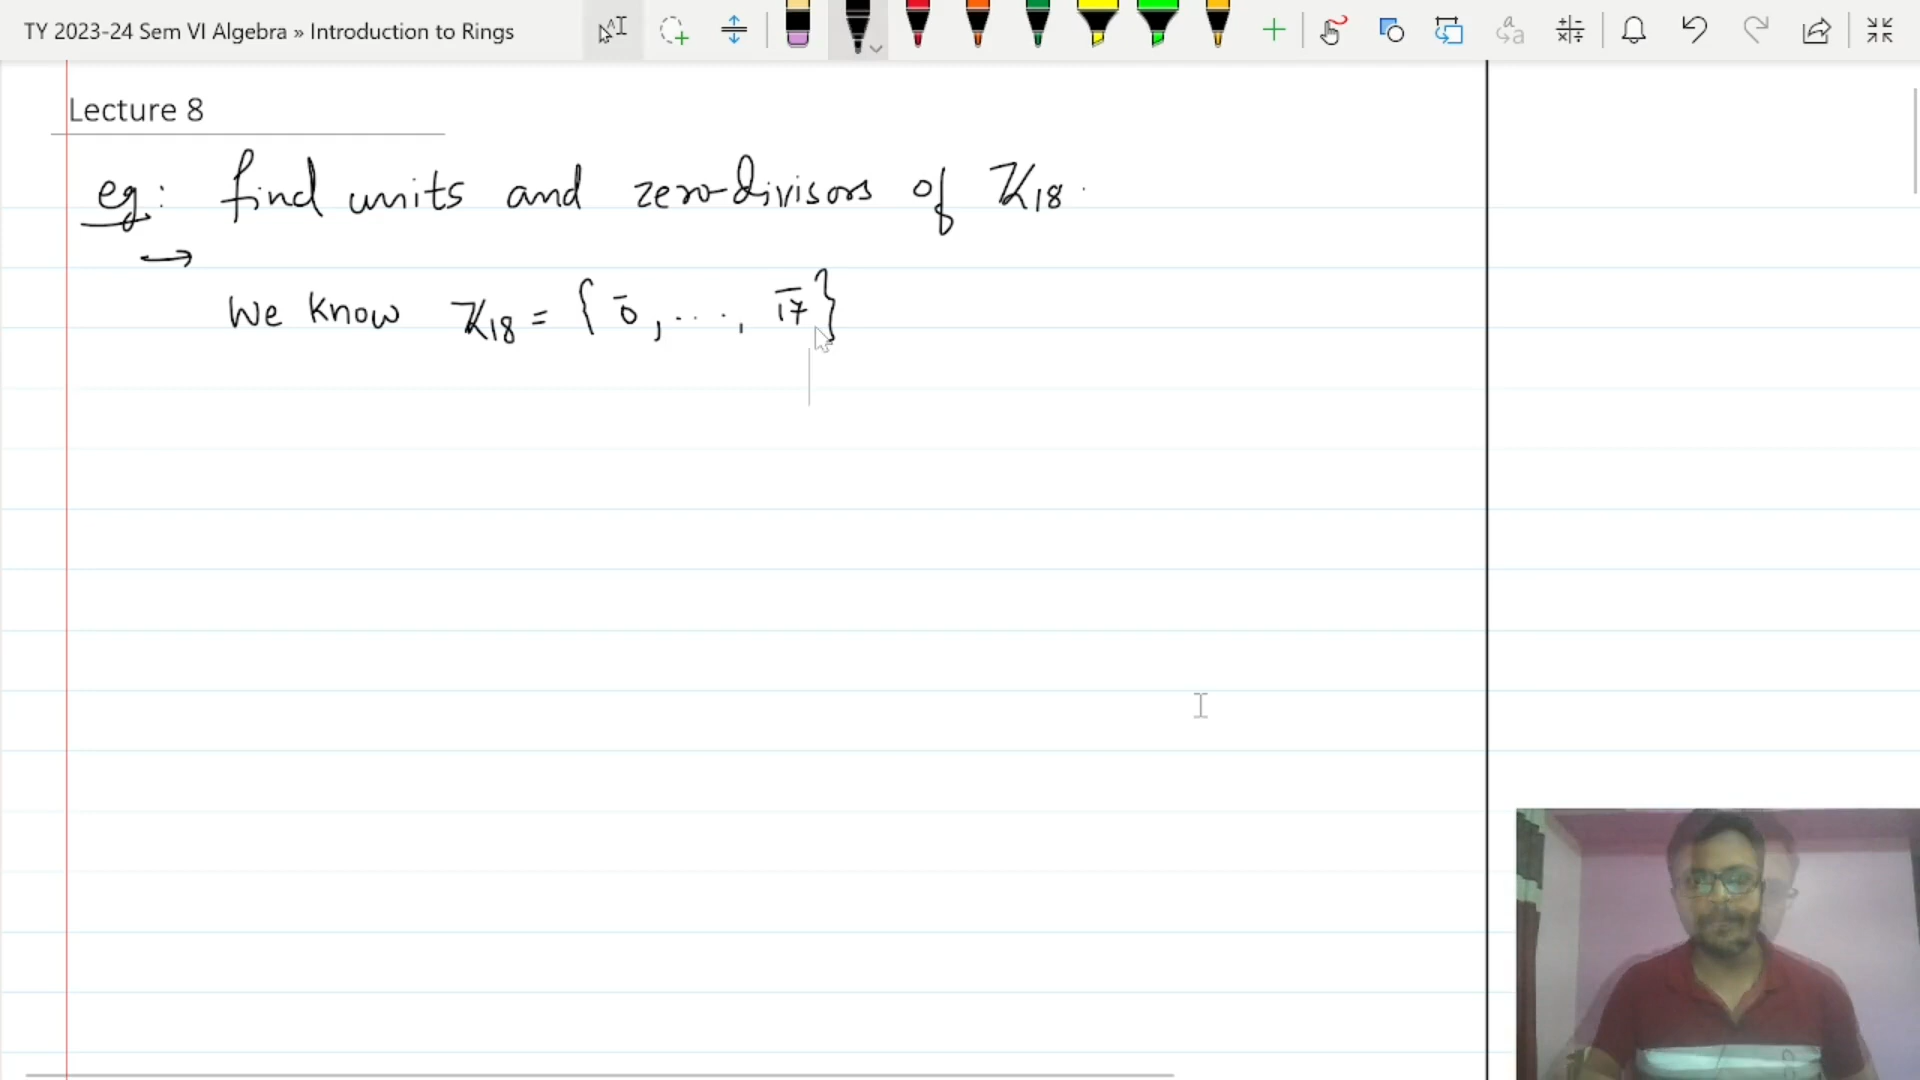 TY 2023-24 Sem VI Algebra » Introduction to Rings
Lecture 8
eg: find units and zero-divisors of ℤ₁₈.
→
We know ℤ₁₈ = { 0̄, ..., 1̄7̄ }